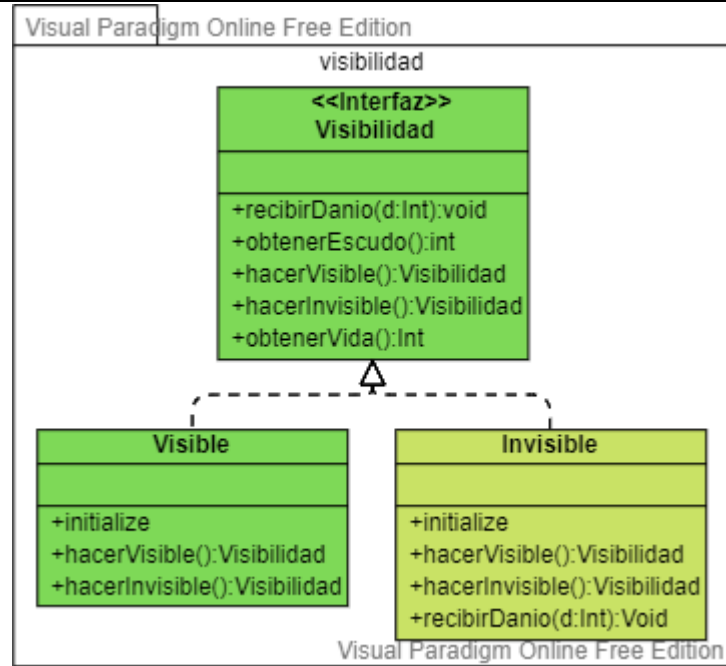 Visual Paradigm Online Free Edition
visibilidad
<<Interfaz>>
Visibilidad
+recibirDanio(d:Int):void
+obtenerEscudo():int
+hacerVisible():Visibilidad
+hacerInvisible():Visibilidad
+obtenerVida():Int
Visible
+initialize
+hacerVisible():Visibilidad
+hacerInvisible():Visibilidad
Invisible
+initialize
+hacerVisible():Visibilidad
+hacerInvisible():Visibilidad
+recibirDanio(d:Int):Void
Visual Paradigm Online Free Edition